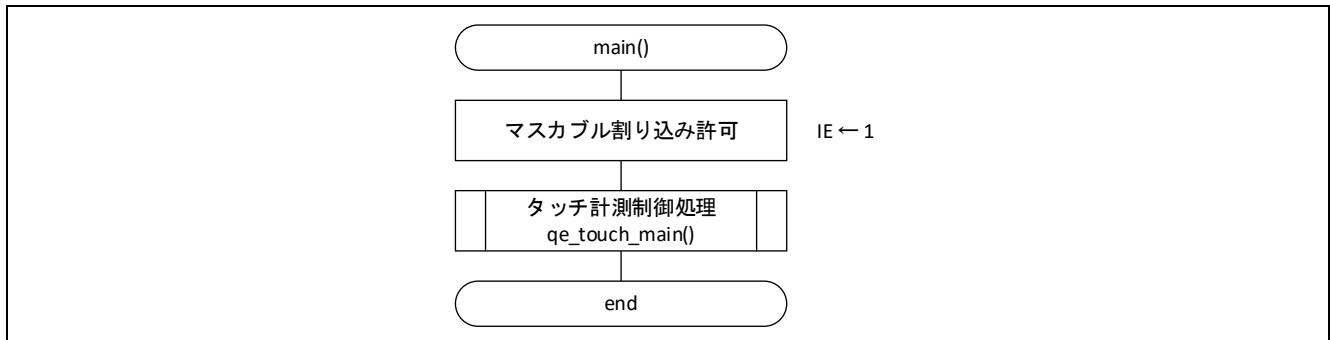 main()
マスカブル割り込み許可
IE ← 1
タッチ計測制御処理
qe_touch_main()
end